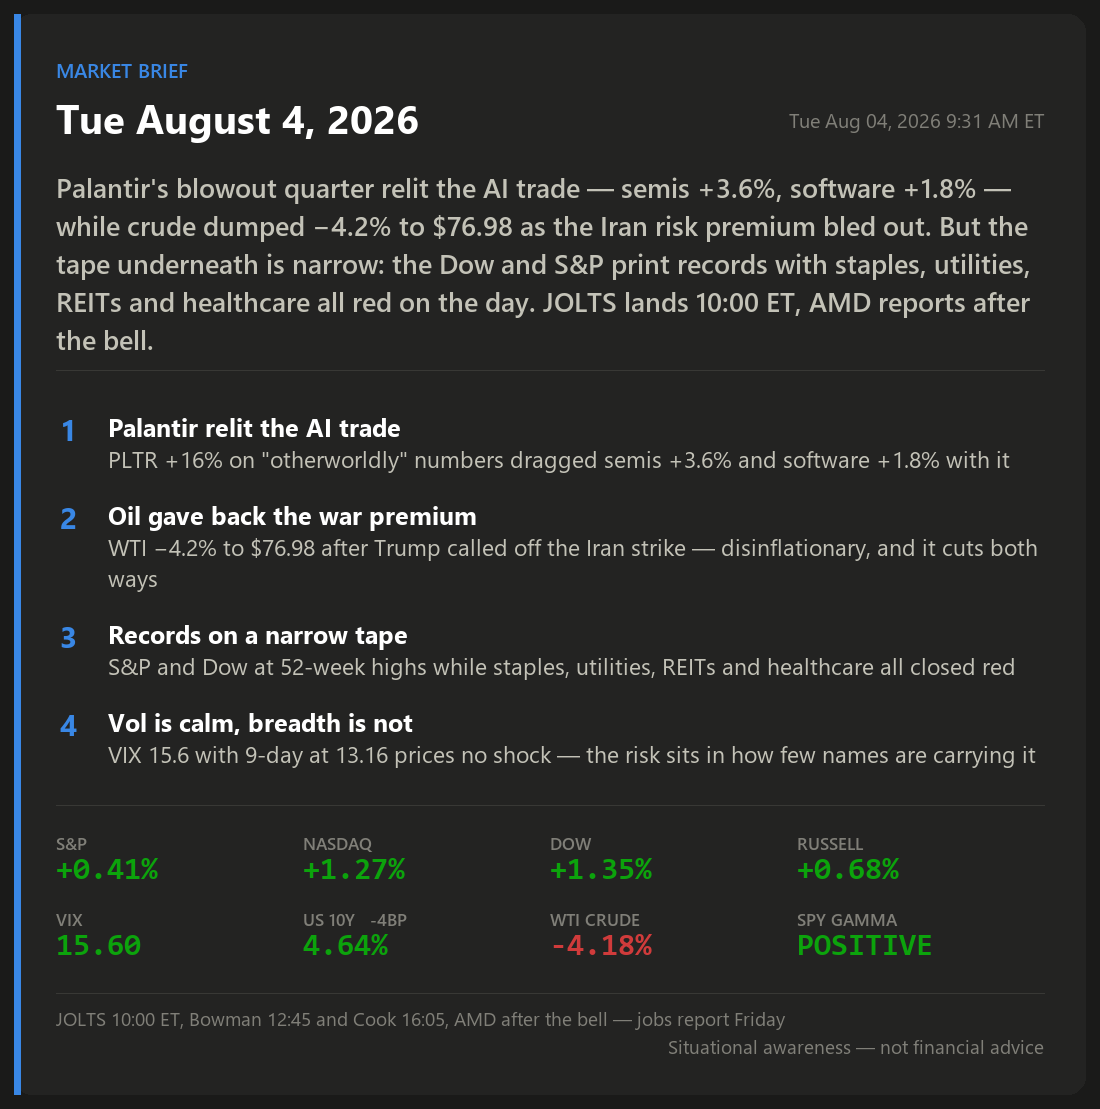 MARKET BRIEF
Tue August 4, 2026
Tue Aug 04, 2026 9:31 AM ET
Palantir's blowout quarter relit the AI trade — semis +3.6%, software +1.8% —
while crude dumped −4.2% to $76.98 as the Iran risk premium bled out. But the
tape underneath is narrow: the Dow and S&P print records with staples, utilities,
REITs and healthcare all red on the day. JOLTS lands 10:00 ET, AMD reports after
the bell.
1
Palantir relit the AI trade
PLTR +16% on "otherworldly" numbers dragged semis +3.6% and software +1.8% with it
2
Oil gave back the war premium
WTI −4.2% to $76.98 after Trump called off the Iran strike — disinflationary, and it cuts both
ways
3
Records on a narrow tape
S&P and Dow at 52-week highs while staples, utilities, REITs and healthcare all closed red
4
Vol is calm, breadth is not
VIX 15.6 with 9-day at 13.16 prices no shock — the risk sits in how few names are carrying it
S&P NASDAQ DOW RUSSELL
+0.41% +1.27% +1.35% +0.68%
VIX US 10Y -4BP WTI CRUDE SPY GAMMA
15.60 4.64% -4.18% POSITIVE
JOLTS 10:00 ET, Bowman 12:45 and Cook 16:05, AMD after the bell — jobs report Friday
Situational awareness — not financial advice